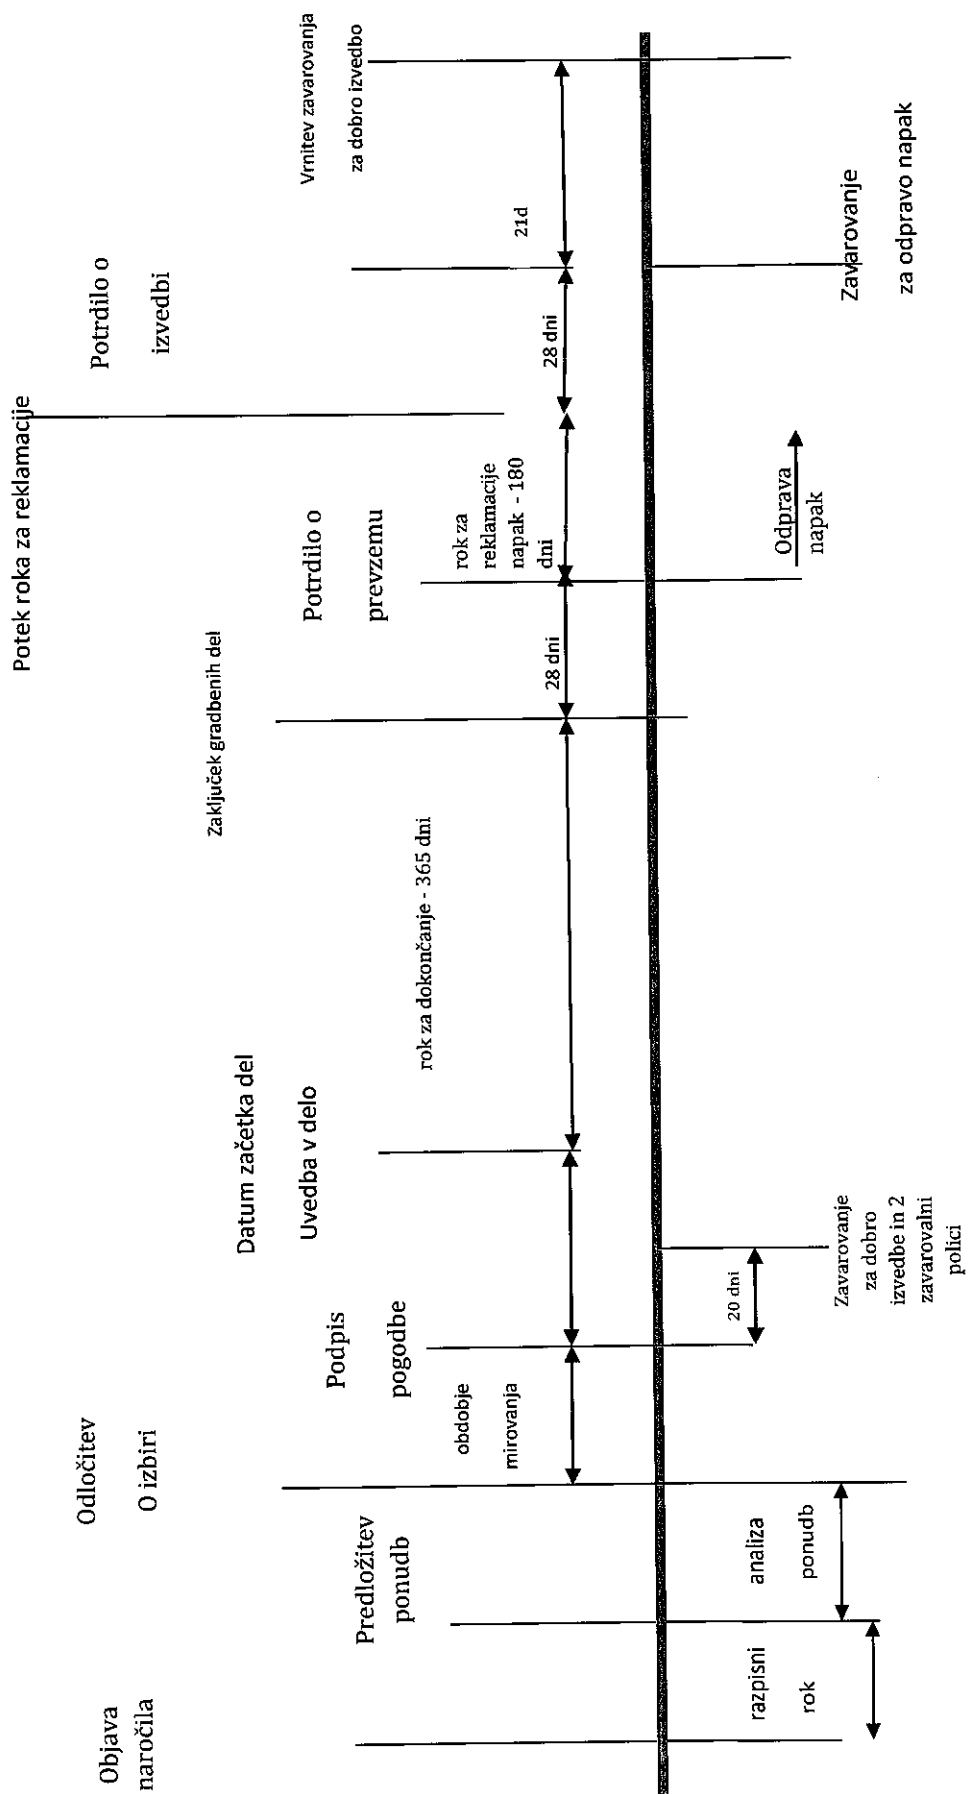 Objava
naročila
Predložitev
ponudb
Odločitev
O izbiri
Podpis
pogodbe
Datum začetka del
Uvedba v delo
Zaključek gradbenih del
Potrdilo o
prevzemu
Potek roka za reklamacije
Potrdilo o
izvedbi
Vrnitev zavarovanja
za dobro izvedbo
obdobje
mirovanja
rok za dokončanje - 365 dni
28 dni
rok za
reklamacije
napak - 180
dni
28 dni
21d
razpisni
rok
analiza
ponudb
20 dni
Zavarovanje
za dobro
izvedbe in 2
zavarovalni
polici
Odprava
napak
Zavarovanje
za odpravo napak